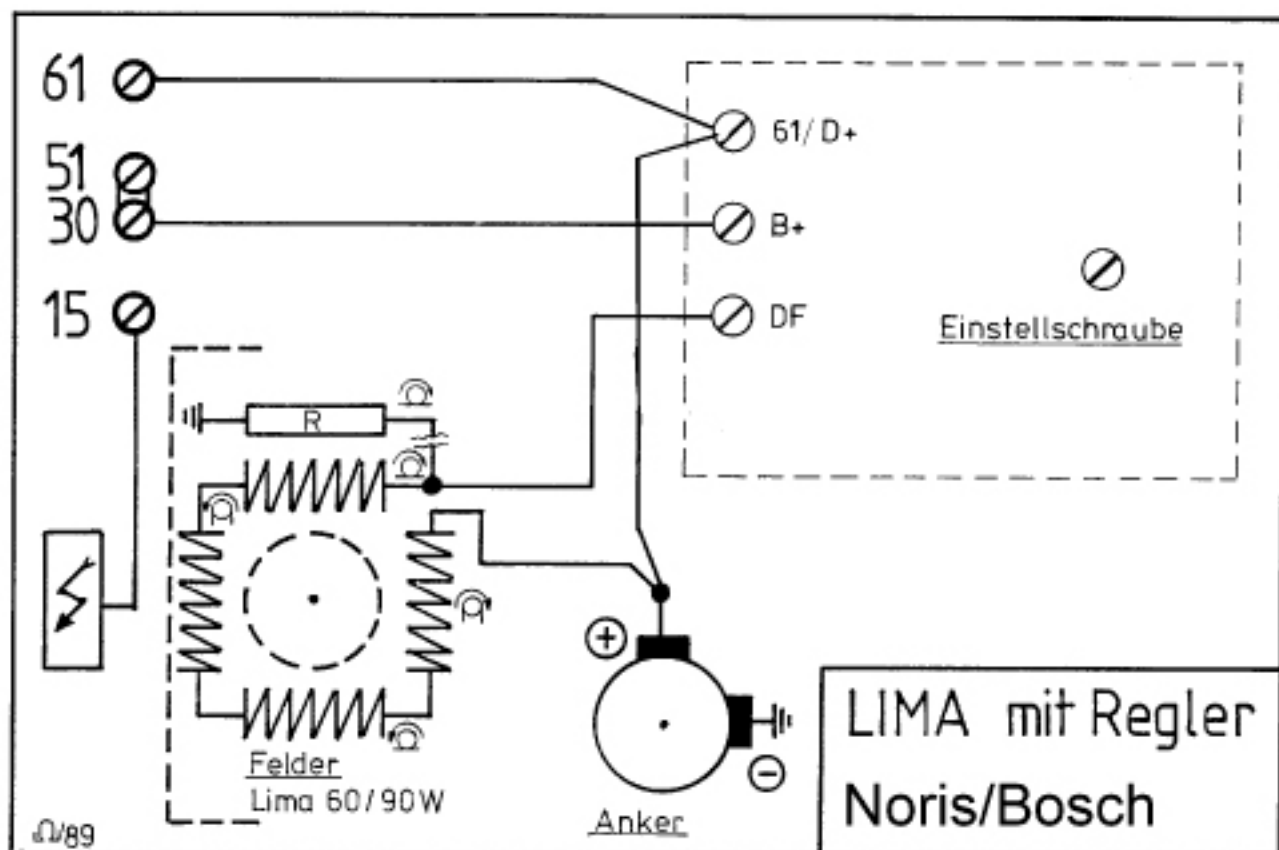 61
51
30
15
61/D+
B+
DF
Einstellschraube
R
Felder
Lima 60/90W
+
−
Anker
LIMA mit Regler
Noris/Bosch
Ω/89